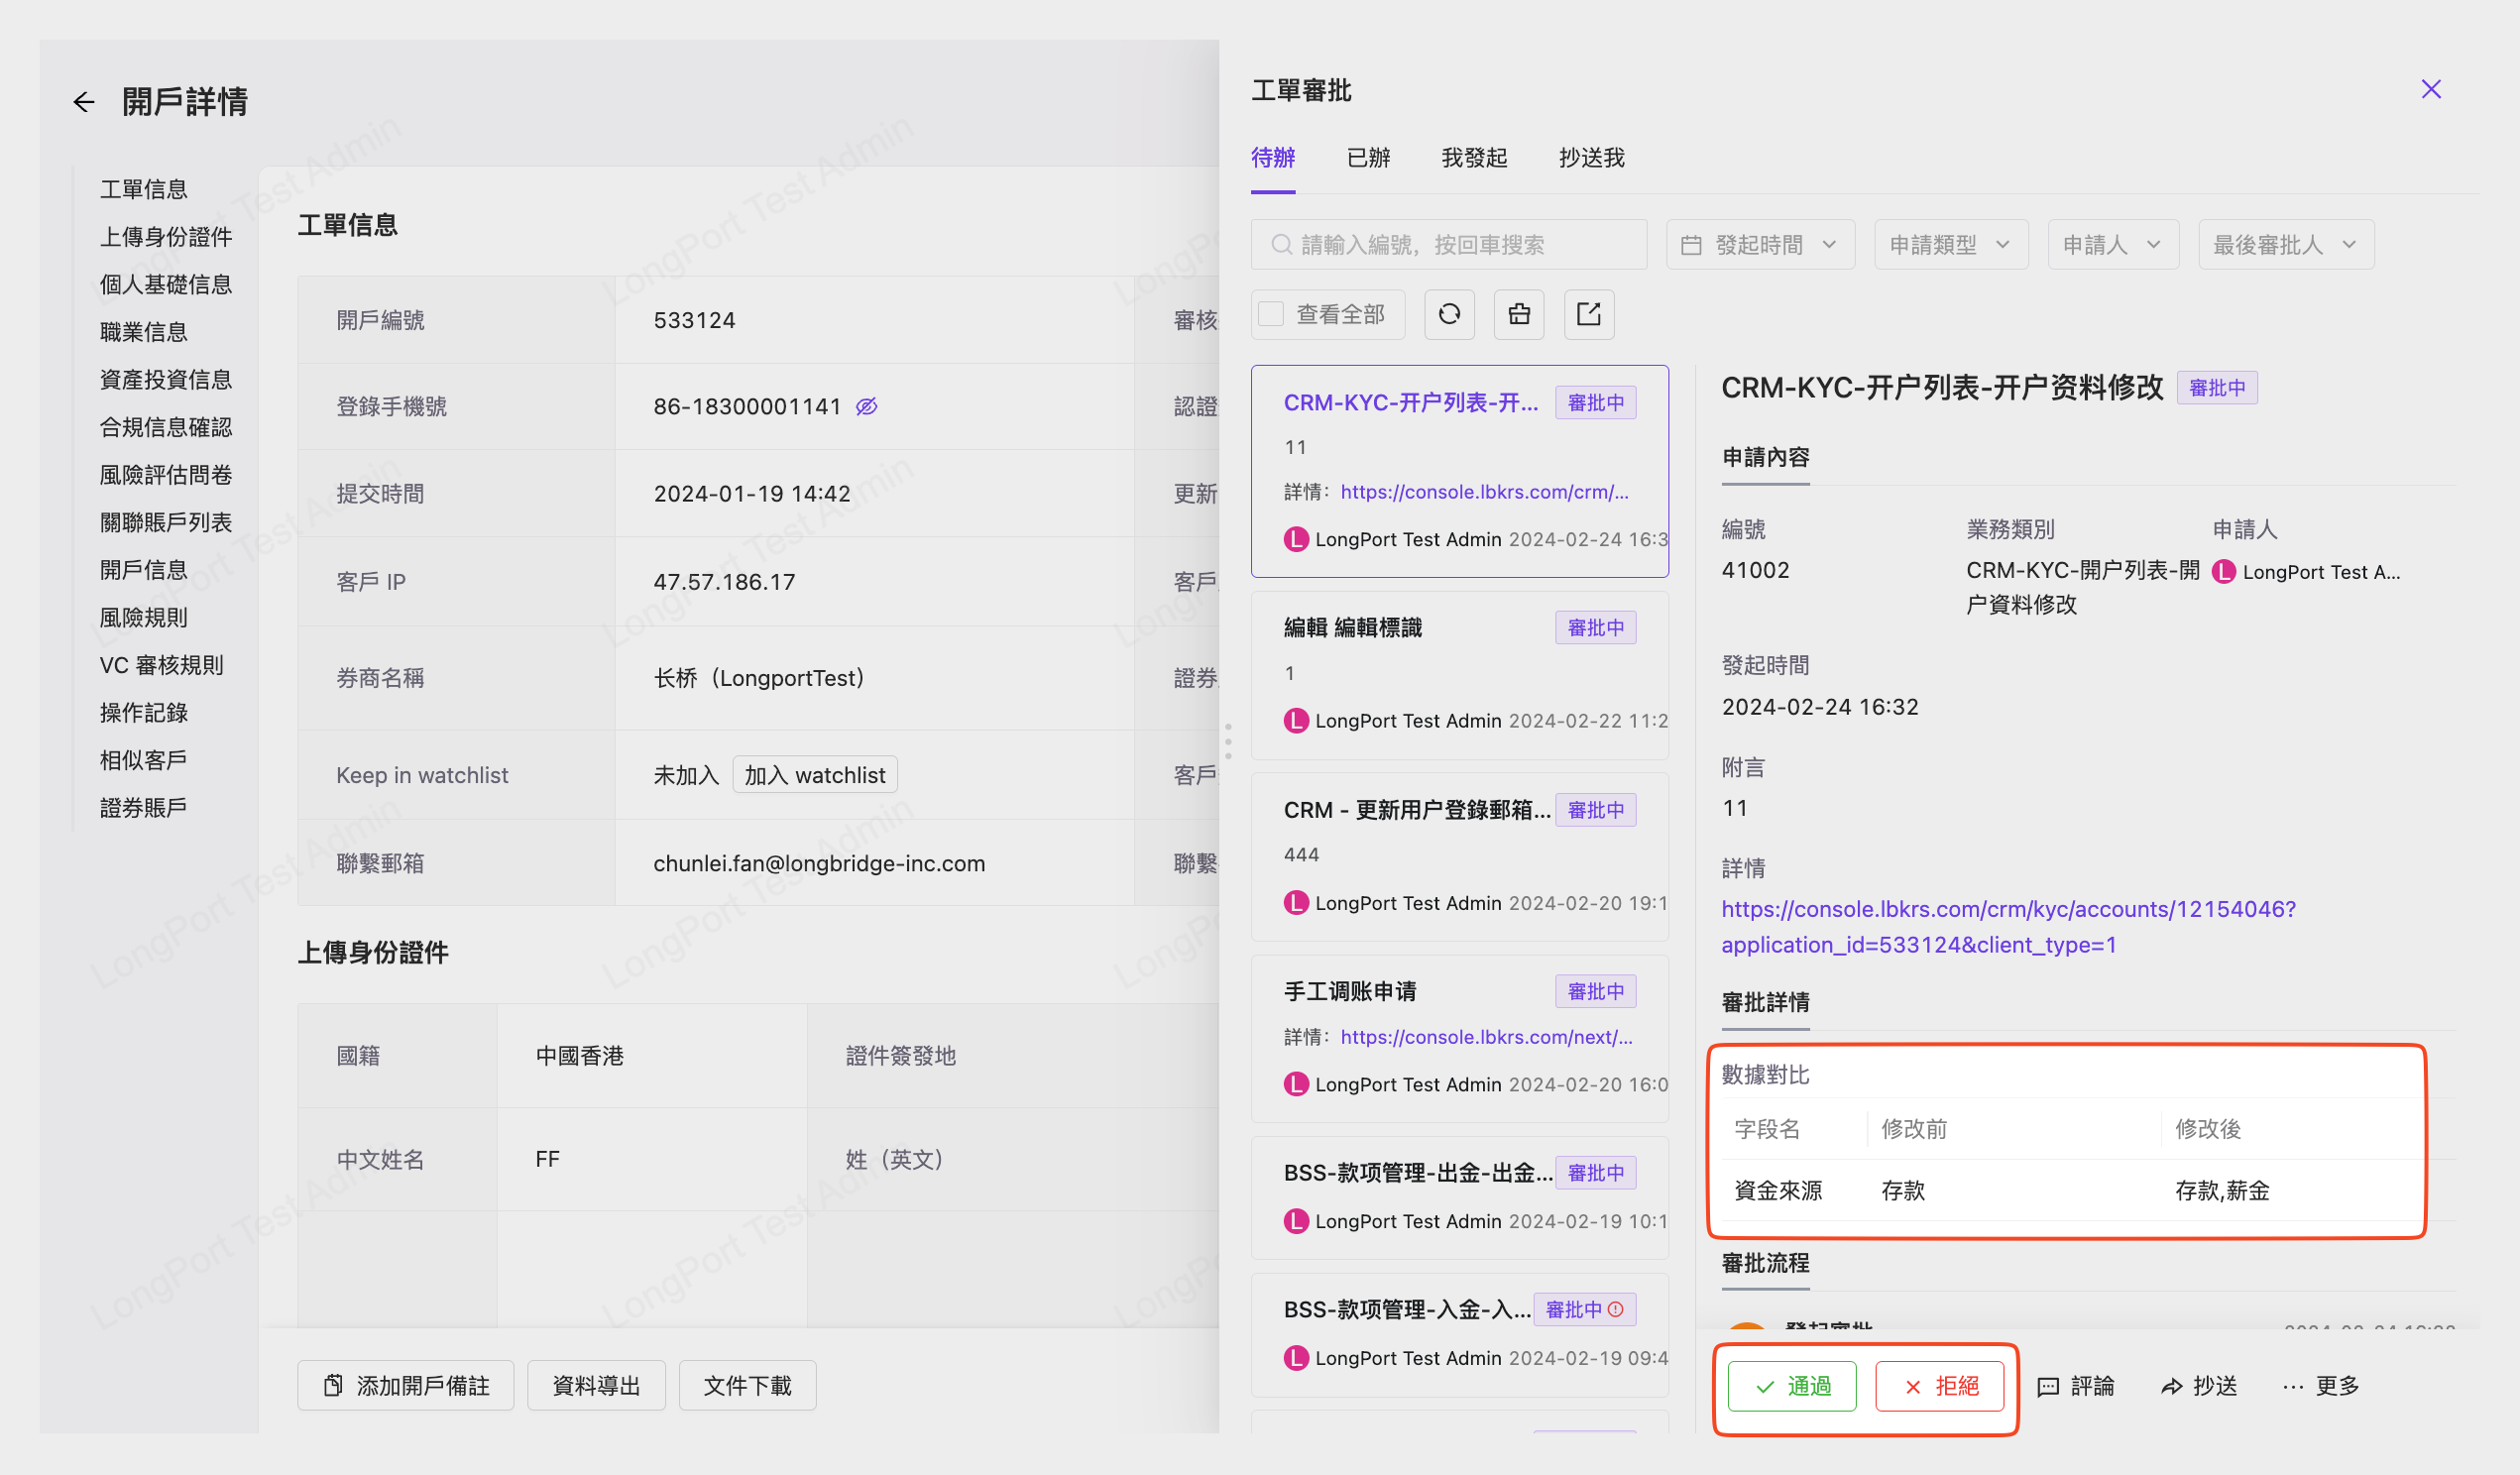 開戶詳情
工單信息
上傳身份證件
個人基礎信息
職業信息
資產投資信息
合規信息確認
風險評估問卷
關聯賬戶列表
開戶信息
風險規則
VC 審核規則
操作記錄
相似客戶
證券賬戶
工單信息
開戶編號 533124 審核
登錄手機號 86-18300001141 認證
提交時間 2024-01-19 14:42 更新
客戶 IP 47.57.186.17 客戶
券商名稱 长桥（LongportTest） 證券
Keep in watchlist 未加入 加入 watchlist 客戶
聯繫郵箱 chunlei.fan@longbridge-inc.com 聯繫
上傳身份證件
國籍 中國香港 證件簽發地
中文姓名 FF 姓（英文）
添加開戶備註 資料導出 文件下載
工單審批
待辦 已辦 我發起 抄送我
請輸入編號，按回車搜索 發起時間 申請類型 申請人 最後審批人
查看全部
CRM-KYC-开户列表-开... 審批中
11
詳情： https://console.lbkrs.com/crm/...
L LongPort Test Admin 2024-02-24 16:3
編輯 編輯標識 審批中
1
L LongPort Test Admin 2024-02-22 11:2
CRM - 更新用户登錄郵箱... 審批中
444
L LongPort Test Admin 2024-02-20 19:1
手工调账申请 審批中
詳情： https://console.lbkrs.com/next/...
L LongPort Test Admin 2024-02-20 16:0
BSS-款项管理-出金-出金... 審批中
L LongPort Test Admin 2024-02-19 10:1
BSS-款项管理-入金-入... 審批中
L LongPort Test Admin 2024-02-19 09:4
CRM-KYC-开户列表-开户资料修改 審批中
申請內容
編號 業務類別 申請人
41002 CRM-KYC-開户列表-開 L LongPort Test A...
户資料修改
發起時間
2024-02-24 16:32
附言
11
詳情
https://console.lbkrs.com/crm/kyc/accounts/12154046?
application_id=533124&client_type=1
審批詳情
數據對比
字段名 修改前 修改後
資金來源 存款 存款,薪金
審批流程
發起審批
通過 拒絕 評論 抄送 ··· 更多
LongPort Test Admin